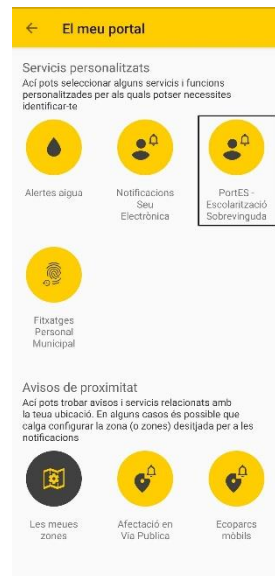 El meu portal
Servicis personalitzats
Ací pots seleccionar alguns servicis i funcions
personalitzades per als quals potser necessites
identificar-te
Alertes aigua
Notificacions
Seu
Electrònica
PortES -
Escolarització
Sobrevinguda
Fitxatges
Personal
Municipal
Avisos de proximitat
Ací pots trobar avisos i servicis relacionats amb
la teua ubicació. En alguns casos és possible que
calga configurar la zona (o zones) desitjada per a les
notificacions
Les meues
zones
Afectació en
Via Publica
Ecoparcs
mòbils